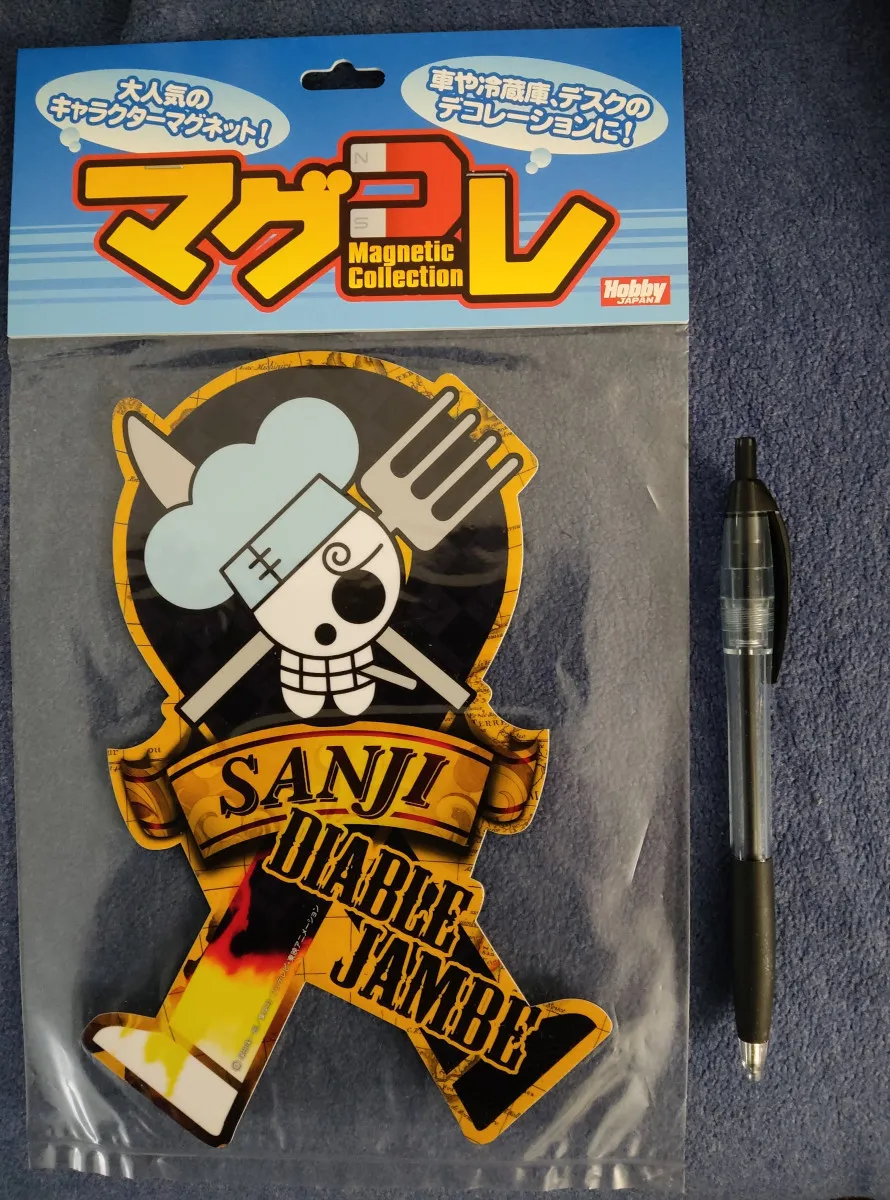 大人気の
キャラクターマグネット!
車や冷蔵庫、デスクの
デコレーションに!
マグコレ
N
S
Magnetic
Collection
Hobby
JAPAN
SANJI
DIABLE
JAMBE